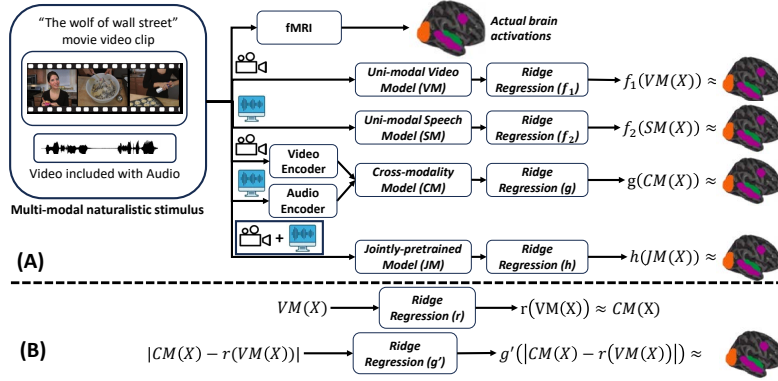 "The wolf of wall street"
movie video clip
Video included with Audio
Multi-modal naturalistic stimulus
(A)
fMRI
Actual brain
activations
Uni-modal Video
Model (VM)
Ridge
Regression (f₁)
f₁(VM(X)) ≈
Uni-modal Speech
Model (SM)
Ridge
Regression (f₂)
f₂(SM(X)) ≈
Video
Encoder
Audio
Encoder
Cross-modality
Model (CM)
Ridge
Regression (g)
g(CM(X)) ≈
+
Jointly-pretrained
Model (JM)
Ridge
Regression (h)
h(JM(X)) ≈
(B)
VM(X)
Ridge
Regression (r)
r(VM(X)) ≈ CM(X)
|CM(X) − r(VM(X))|
Ridge
Regression (g')
g'(|CM(X) − r(VM(X))|) ≈